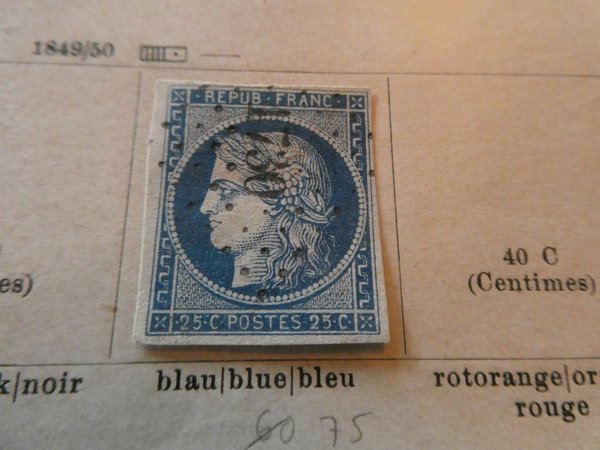 1849/50
REPUB·FRANC·
·25·C POSTES 25·C·
40 C
es)
(Centimes)
k|noir
blau|blue|bleu
rotorange|or
rouge
60 75